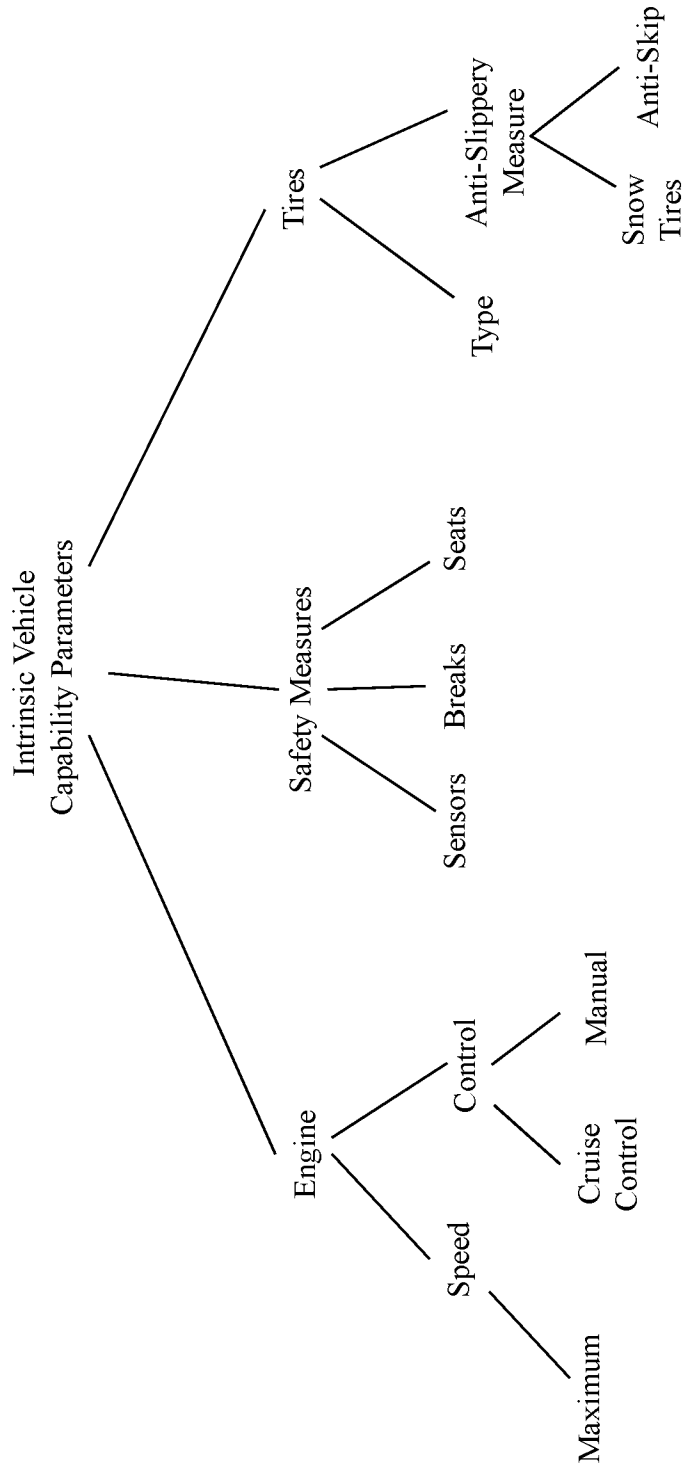 Intrinsic Vehicle
Capability Parameters
Engine
Safety Measures
Tires
Speed
Control
Sensors
Breaks
Seats
Type
Anti-Slippery
Measure
Maximum
Cruise
Control
Manual
Snow
Tires
Anti-Skip